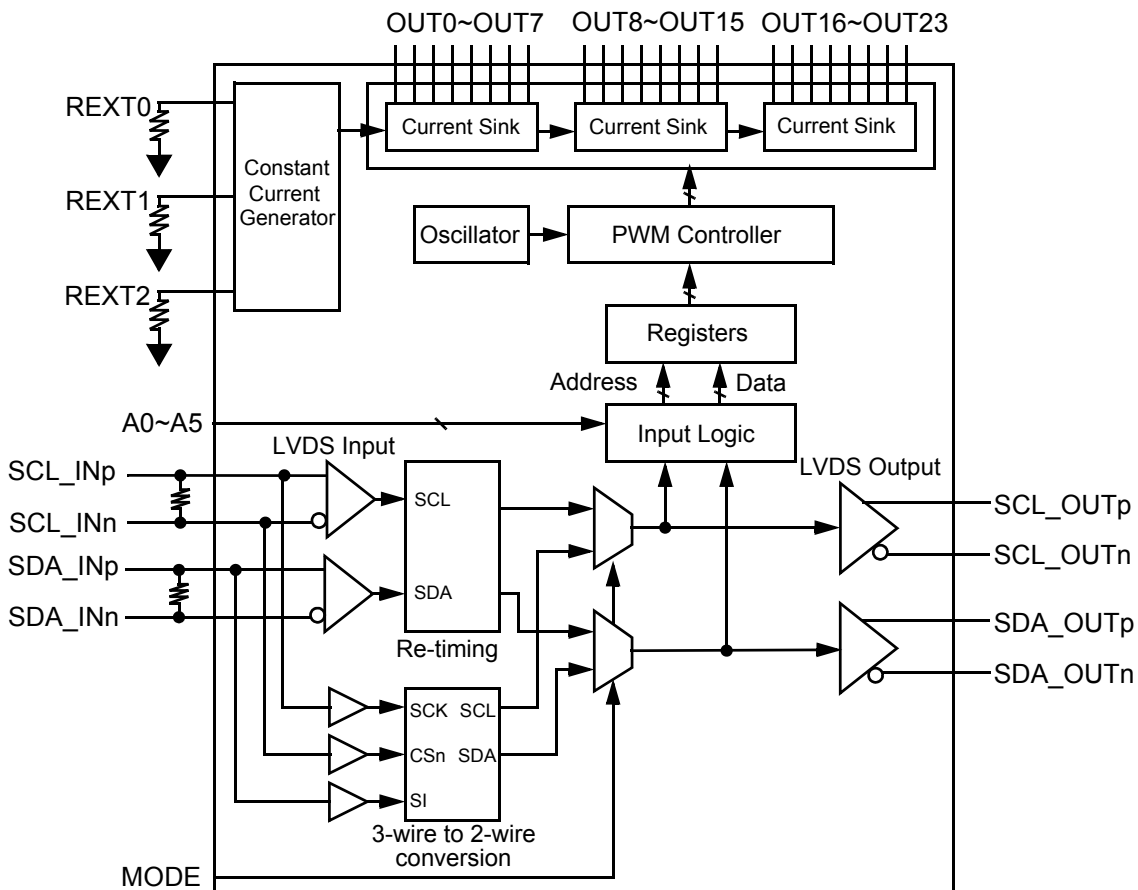 OUT0~OUT7
OUT8~OUT15
OUT16~OUT23
REXT0
REXT1
REXT2
Constant
Current
Generator
Current Sink
Current Sink
Current Sink
Oscillator
PWM Controller
Registers
Address
Data
A0~A5
Input Logic
LVDS Input
LVDS Output
SCL_INp
SCL_INn
SDA_INp
SDA_INn
SCL
SDA
Re-timing
SCL_OUTp
SCL_OUTn
SDA_OUTp
SDA_OUTn
SCK SCL
CSn SDA
SI
3-wire to 2-wire
conversion
MODE